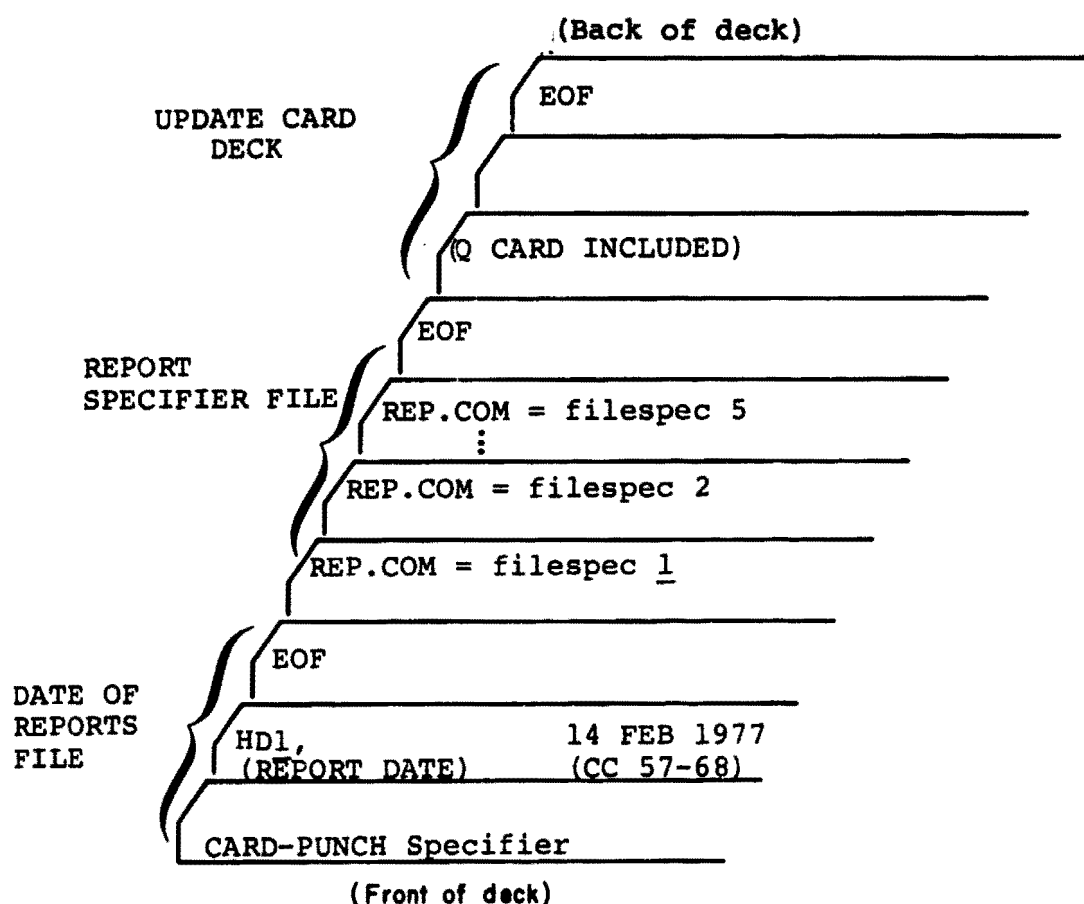 (Back of deck)
EOF
UPDATE CARD
DECK
(Q CARD INCLUDED)
EOF
REPORT
SPECIFIER FILE
REP.COM = filespec 5
REP.COM = filespec 2
REP.COM = filespec 1
EOF
DATE OF
REPORTS
FILE
HD1, 14 FEB 1977
(REPORT DATE) (CC 57-68)
CARD-PUNCH Specifier
(Front of deck)